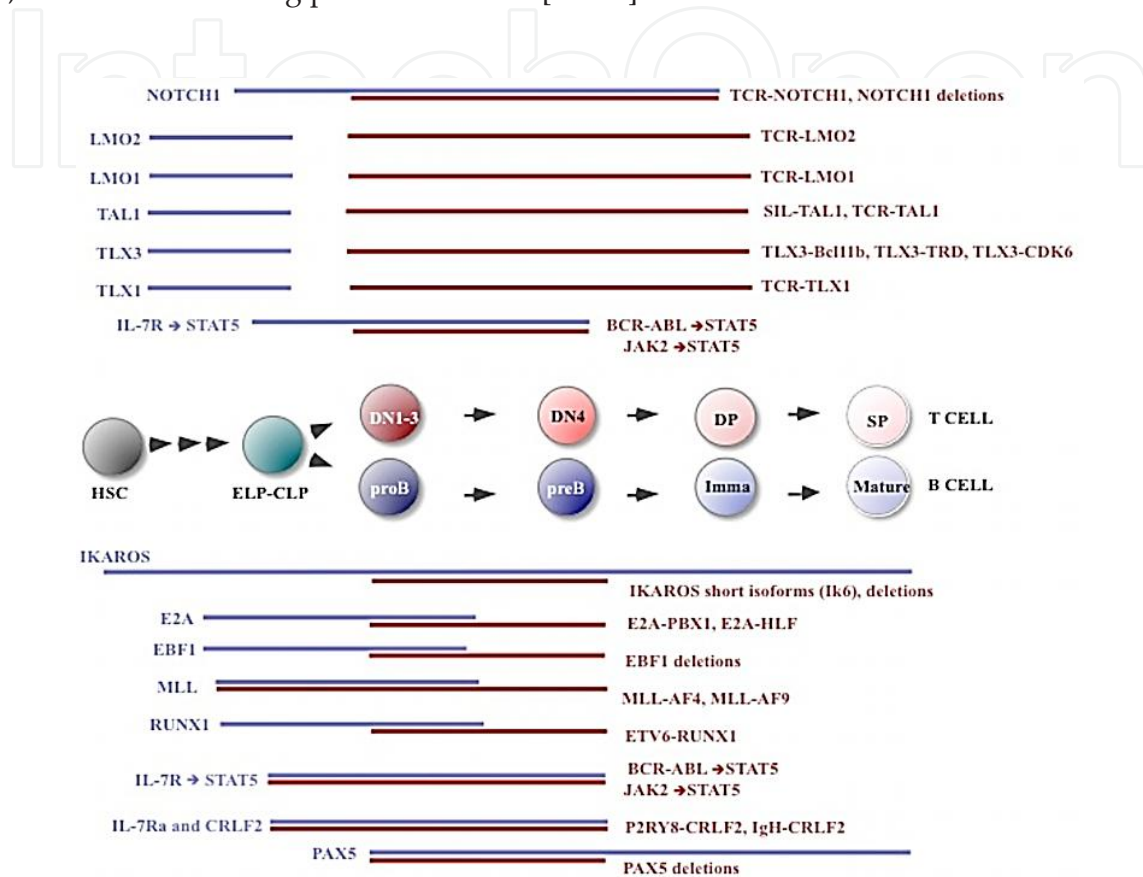 IntechOpen
NOTCH1 TCR-NOTCH1, NOTCH1 deletions
LMO2 TCR-LMO2
LMO1 TCR-LMO1
TAL1 SIL-TAL1, TCR-TAL1
TLX3 TLX3-Bcl11b, TLX3-TRD, TLX3-CDK6
TLX1 TCR-TLX1
IL-7R → STAT5 BCR-ABL →STAT5
JAK2 →STAT5
DN1-3 DN4 DP SP T CELL
HSC ELP-CLP
proB preB Imma Mature B CELL
IKAROS
IKAROS short isoforms (Ik6), deletions
E2A E2A-PBX1, E2A-HLF
EBF1 EBF1 deletions
MLL MLL-AF4, MLL-AF9
RUNX1 ETV6-RUNX1
IL-7R → STAT5 BCR-ABL →STAT5
JAK2 →STAT5
IL-7Ra and CRLF2 P2RY8-CRLF2, IgH-CRLF2
PAX5 PAX5 deletions